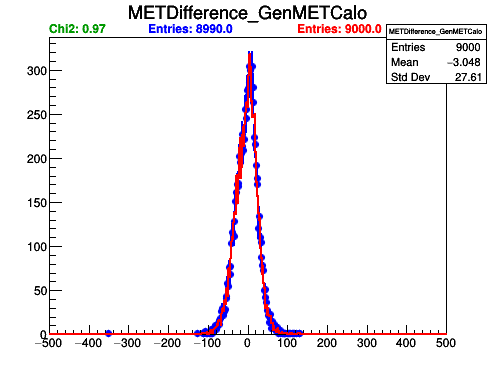 METDifference_GenMETCalo
Chi2: 0.97 Entries: 8990.0 Entries: 9000.0
METDifference_GenMETCalo
Entries 9000
Mean −3.048
Std Dev 27.61
300
250
200
150
100
50
0
−500 −400 −300 −200 −100 0 100 200 300 400 500